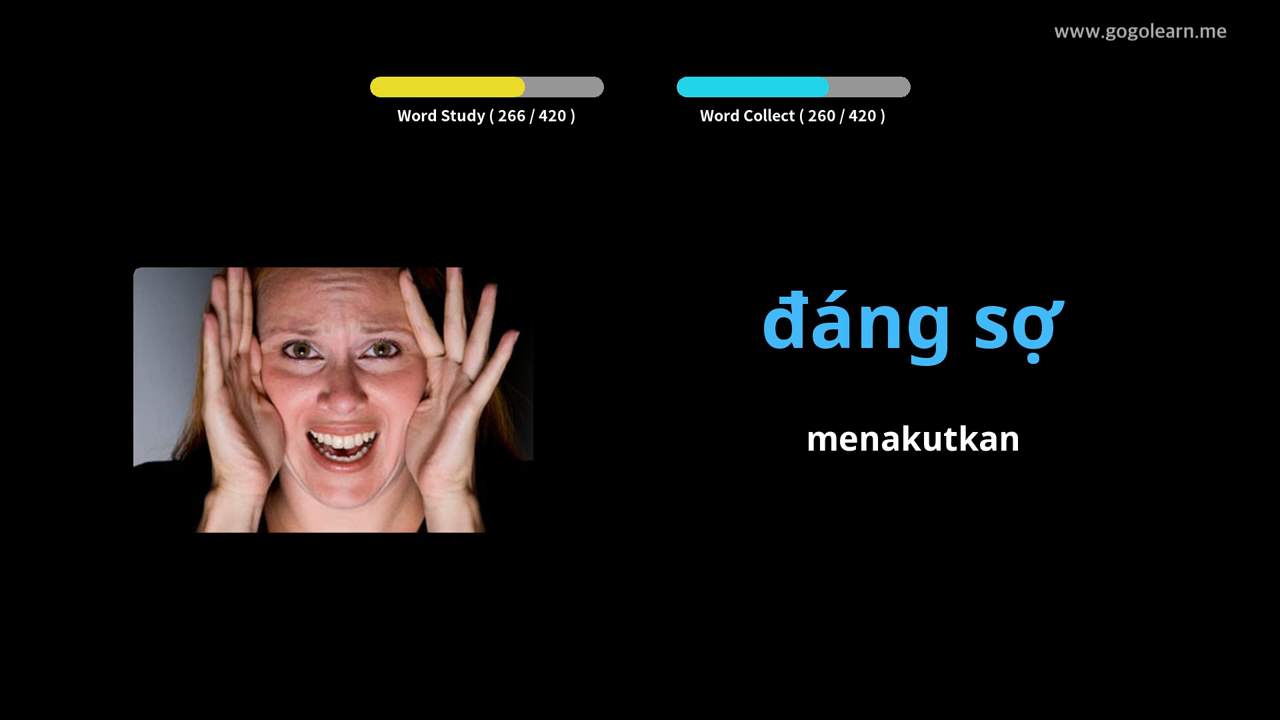 www.gogolearn.me
Word Study ( 266 / 420 )
Word Collect ( 260 / 420 )
đáng sợ
menakutkan